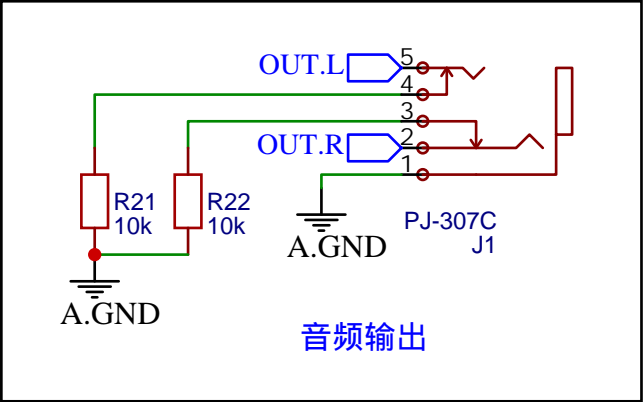 OUT.L
5
4
3
OUT.R
2
1
R21
10k
R22
10k
A.GND
PJ-307C
J1
A.GND
音频输出